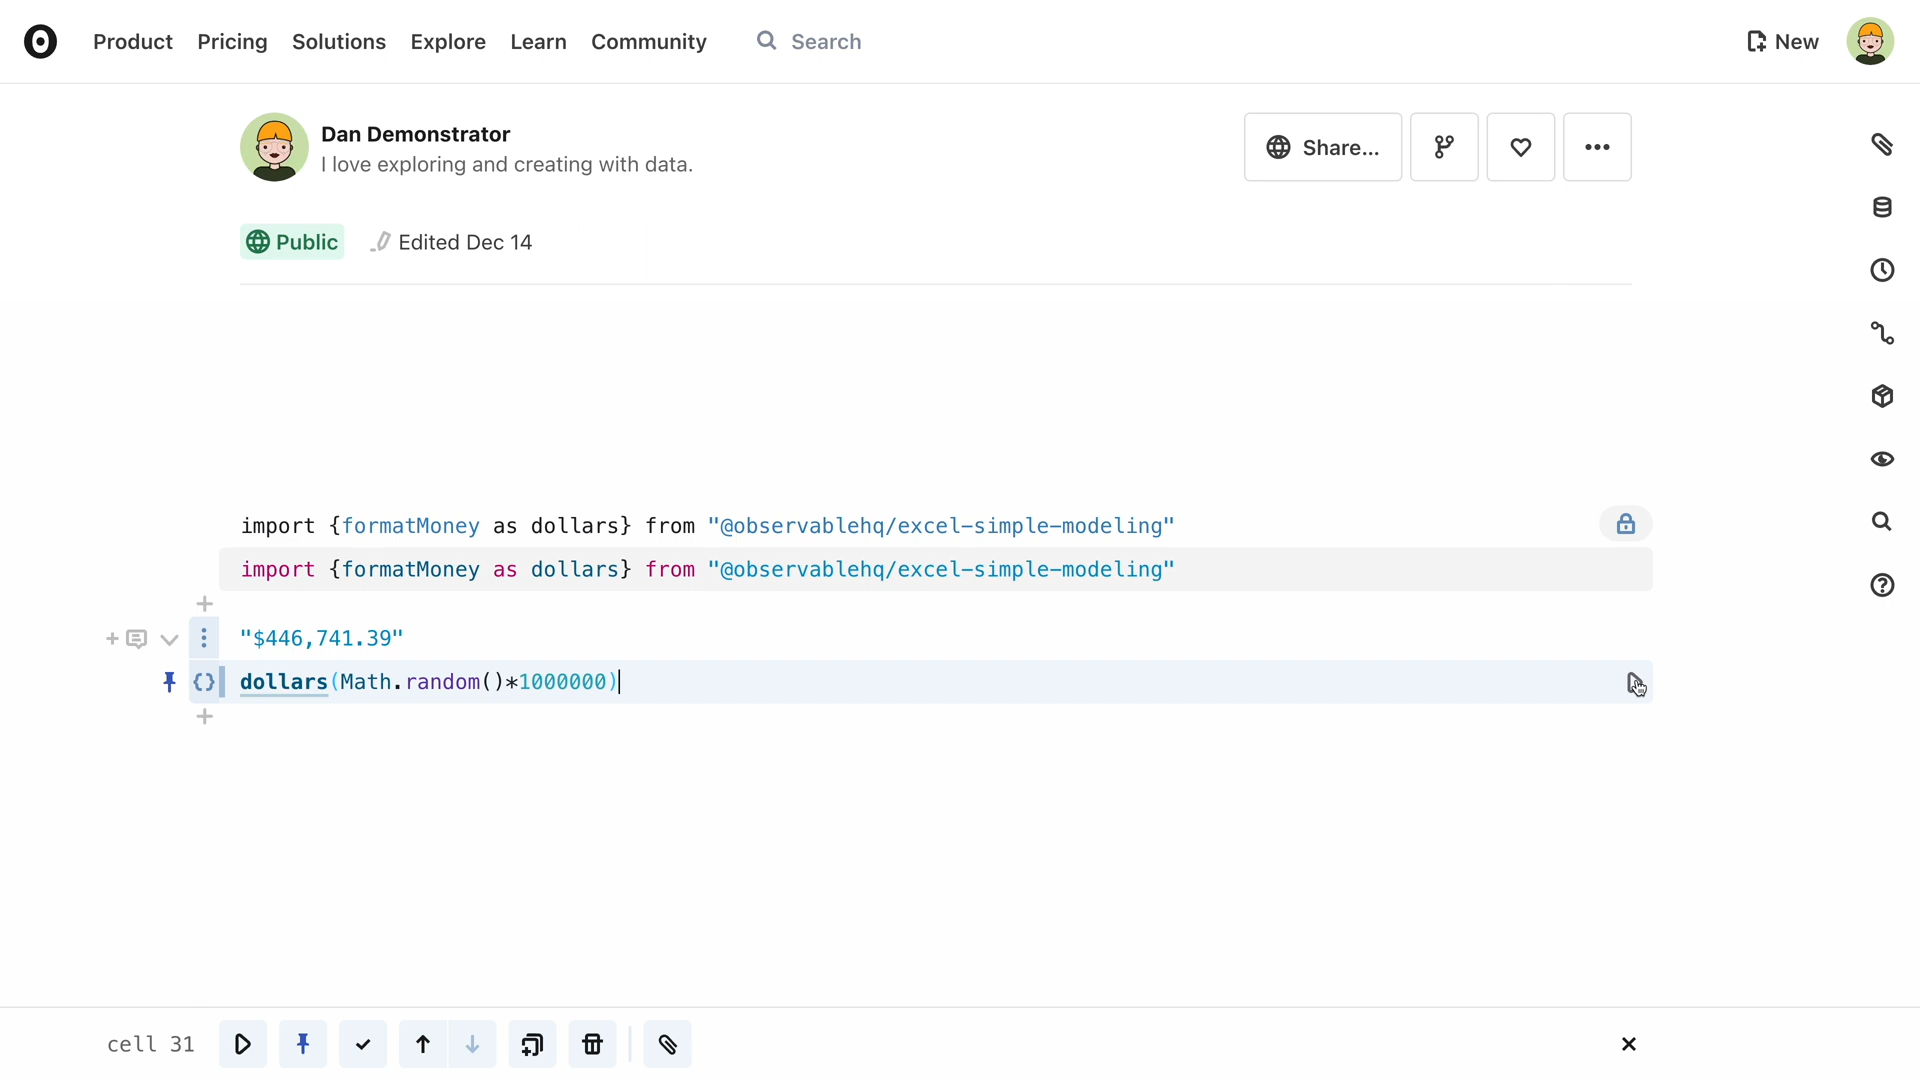 Product Pricing Solutions Explore Learn Community Search New
Dan Demonstrator
I love exploring and creating with data.
Share...
Public Edited Dec 14
import {formatMoney as dollars} from "@observablehq/excel-simple-modeling"
import {formatMoney as dollars} from "@observablehq/excel-simple-modeling"
"$446,741.39"
dollars(Math.random()*1000000)
cell 31